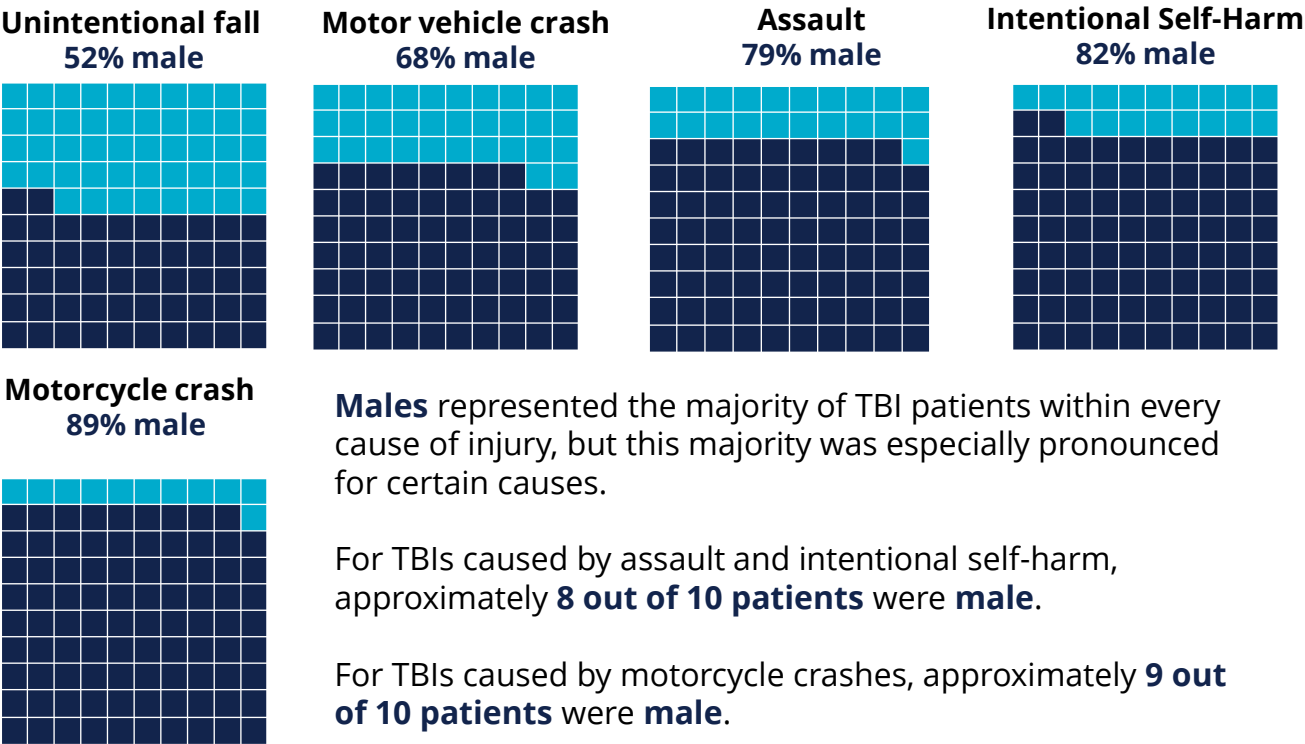 Unintentional fall
52% male
Motor vehicle crash
68% male
Assault
79% male
Intentional Self-Harm
82% male
Motorcycle crash
89% male
Males represented the majority of TBI patients within every
cause of injury, but this majority was especially pronounced
for certain causes.
For TBIs caused by assault and intentional self-harm,
approximately 8 out of 10 patients were male.
For TBIs caused by motorcycle crashes, approximately 9 out
of 10 patients were male.